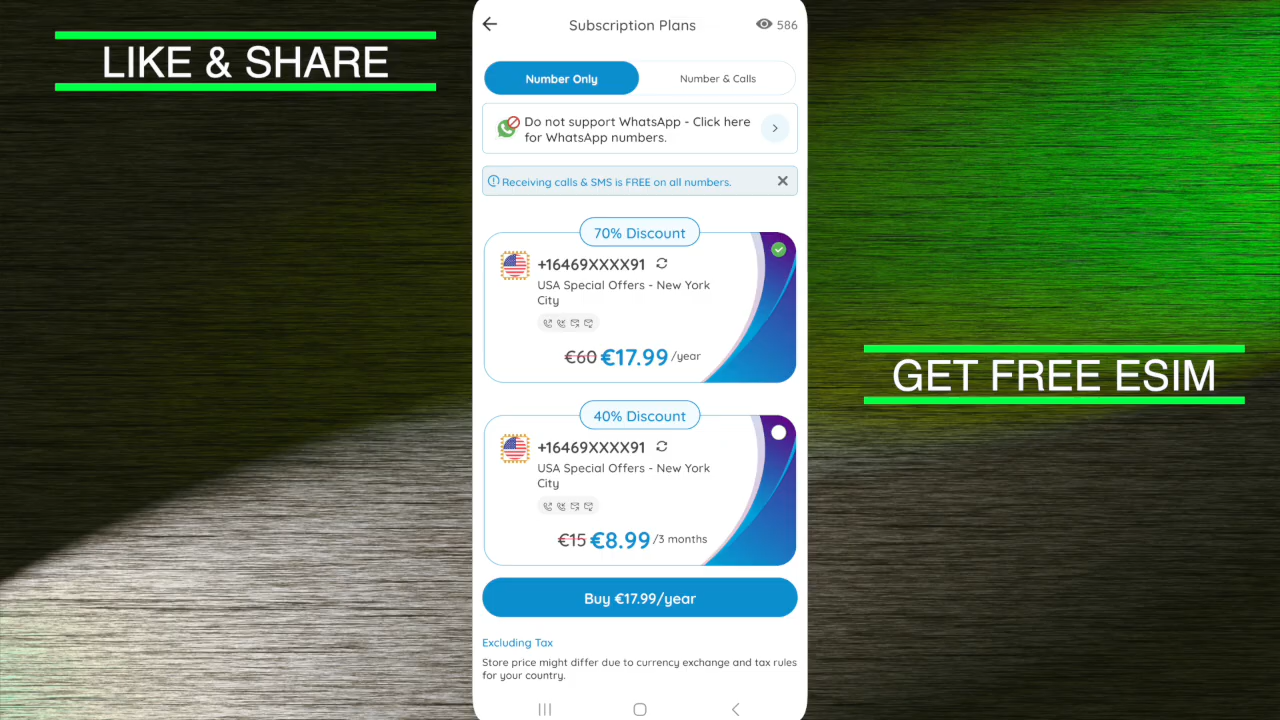 LIKE & SHARE
Subscription Plans
586
Number Only
Number & Calls
Do not support WhatsApp - Click here
for WhatsApp numbers.
Receiving calls & SMS is FREE on all numbers.
70% Discount
+16469XXXX91
USA Special Offers - New York
City
€60 €17.99 /year
40% Discount
+16469XXXX91
USA Special Offers - New York
City
€15 €8.99 /3 months
Buy €17.99/year
Excluding Tax
Store price might differ due to currency exchange and tax rules
for your country.
GET FREE ESIM